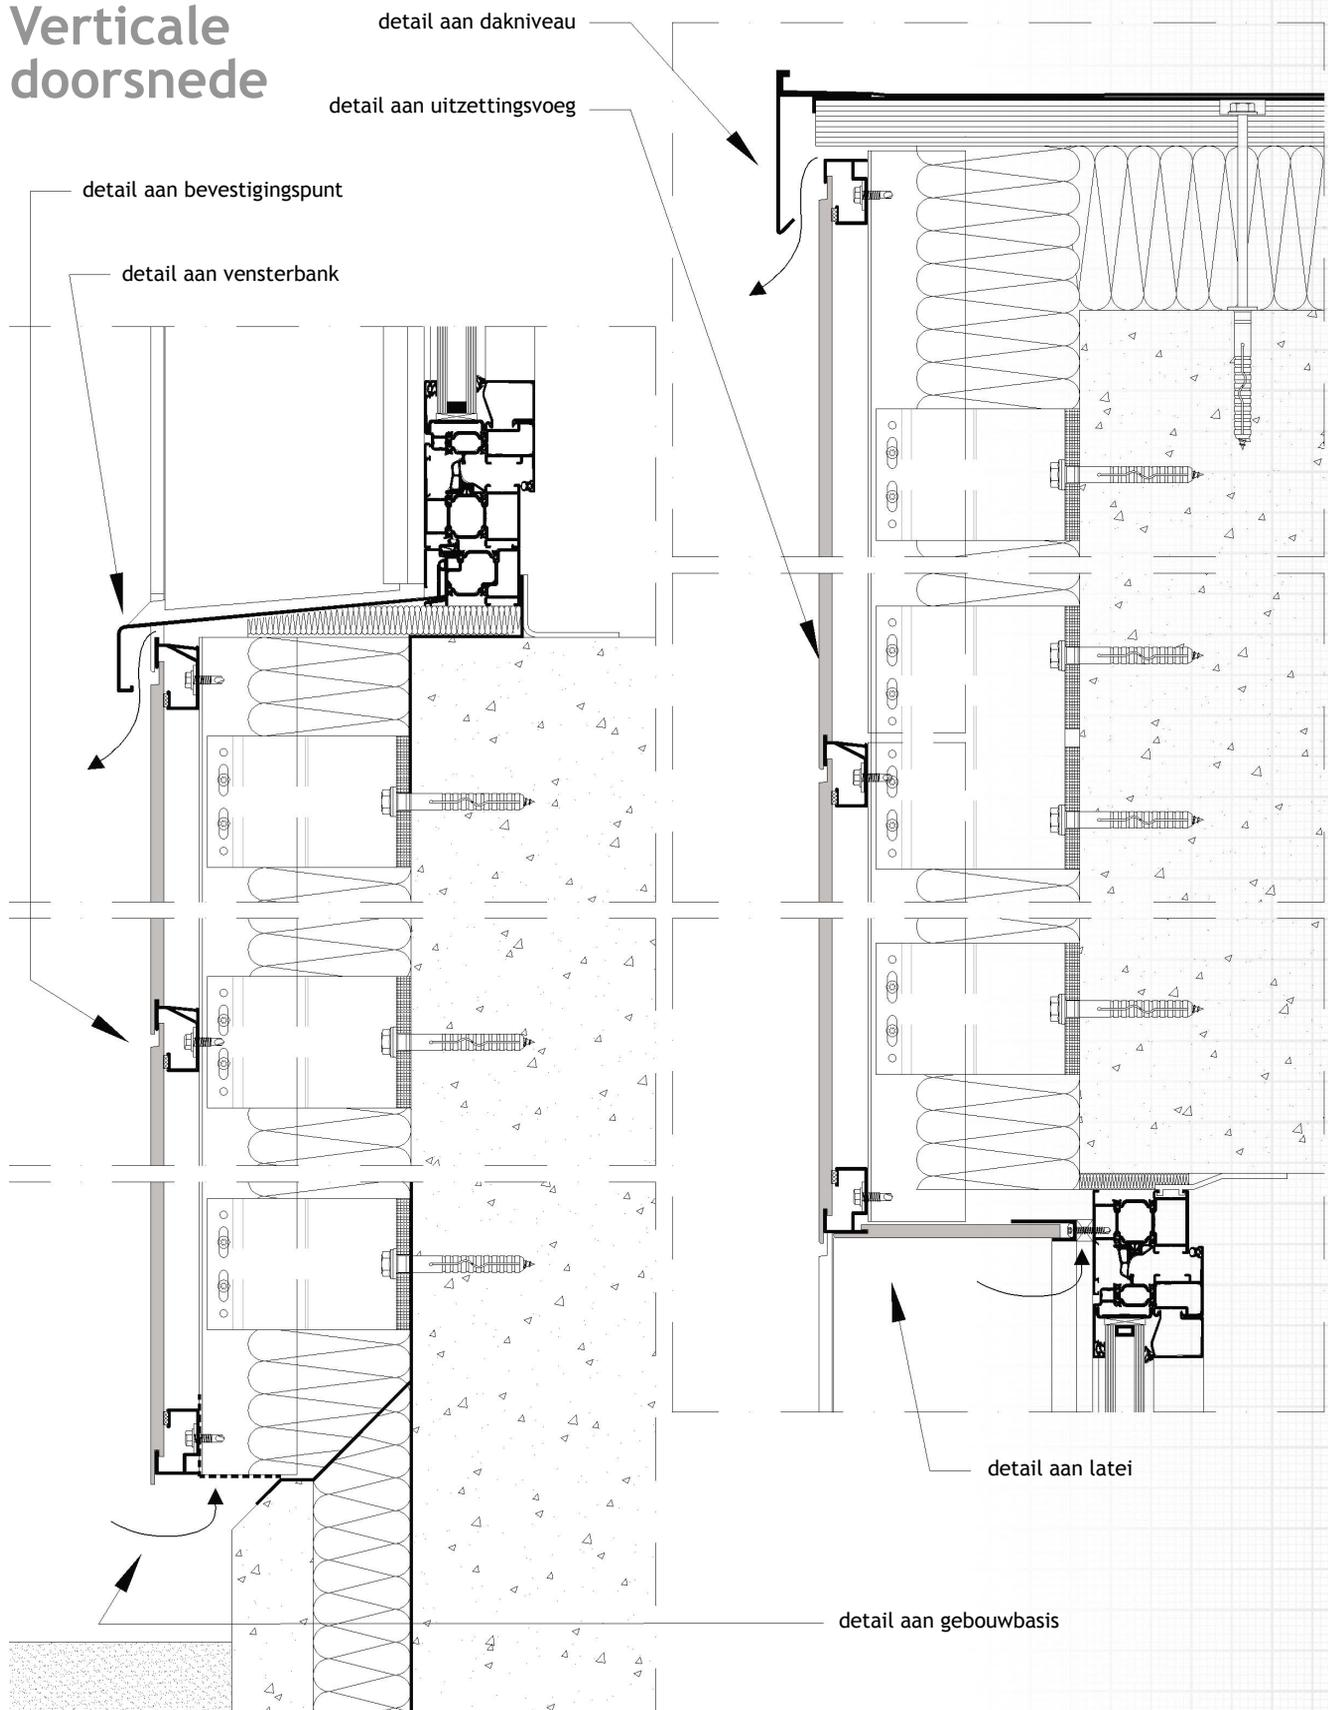 Verticale
doorsnede
detail aan dakniveau
detail aan uitzettingsvoeg
detail aan bevestigingspunt
detail aan vensterbank
detail aan latei
detail aan gebouwbasis